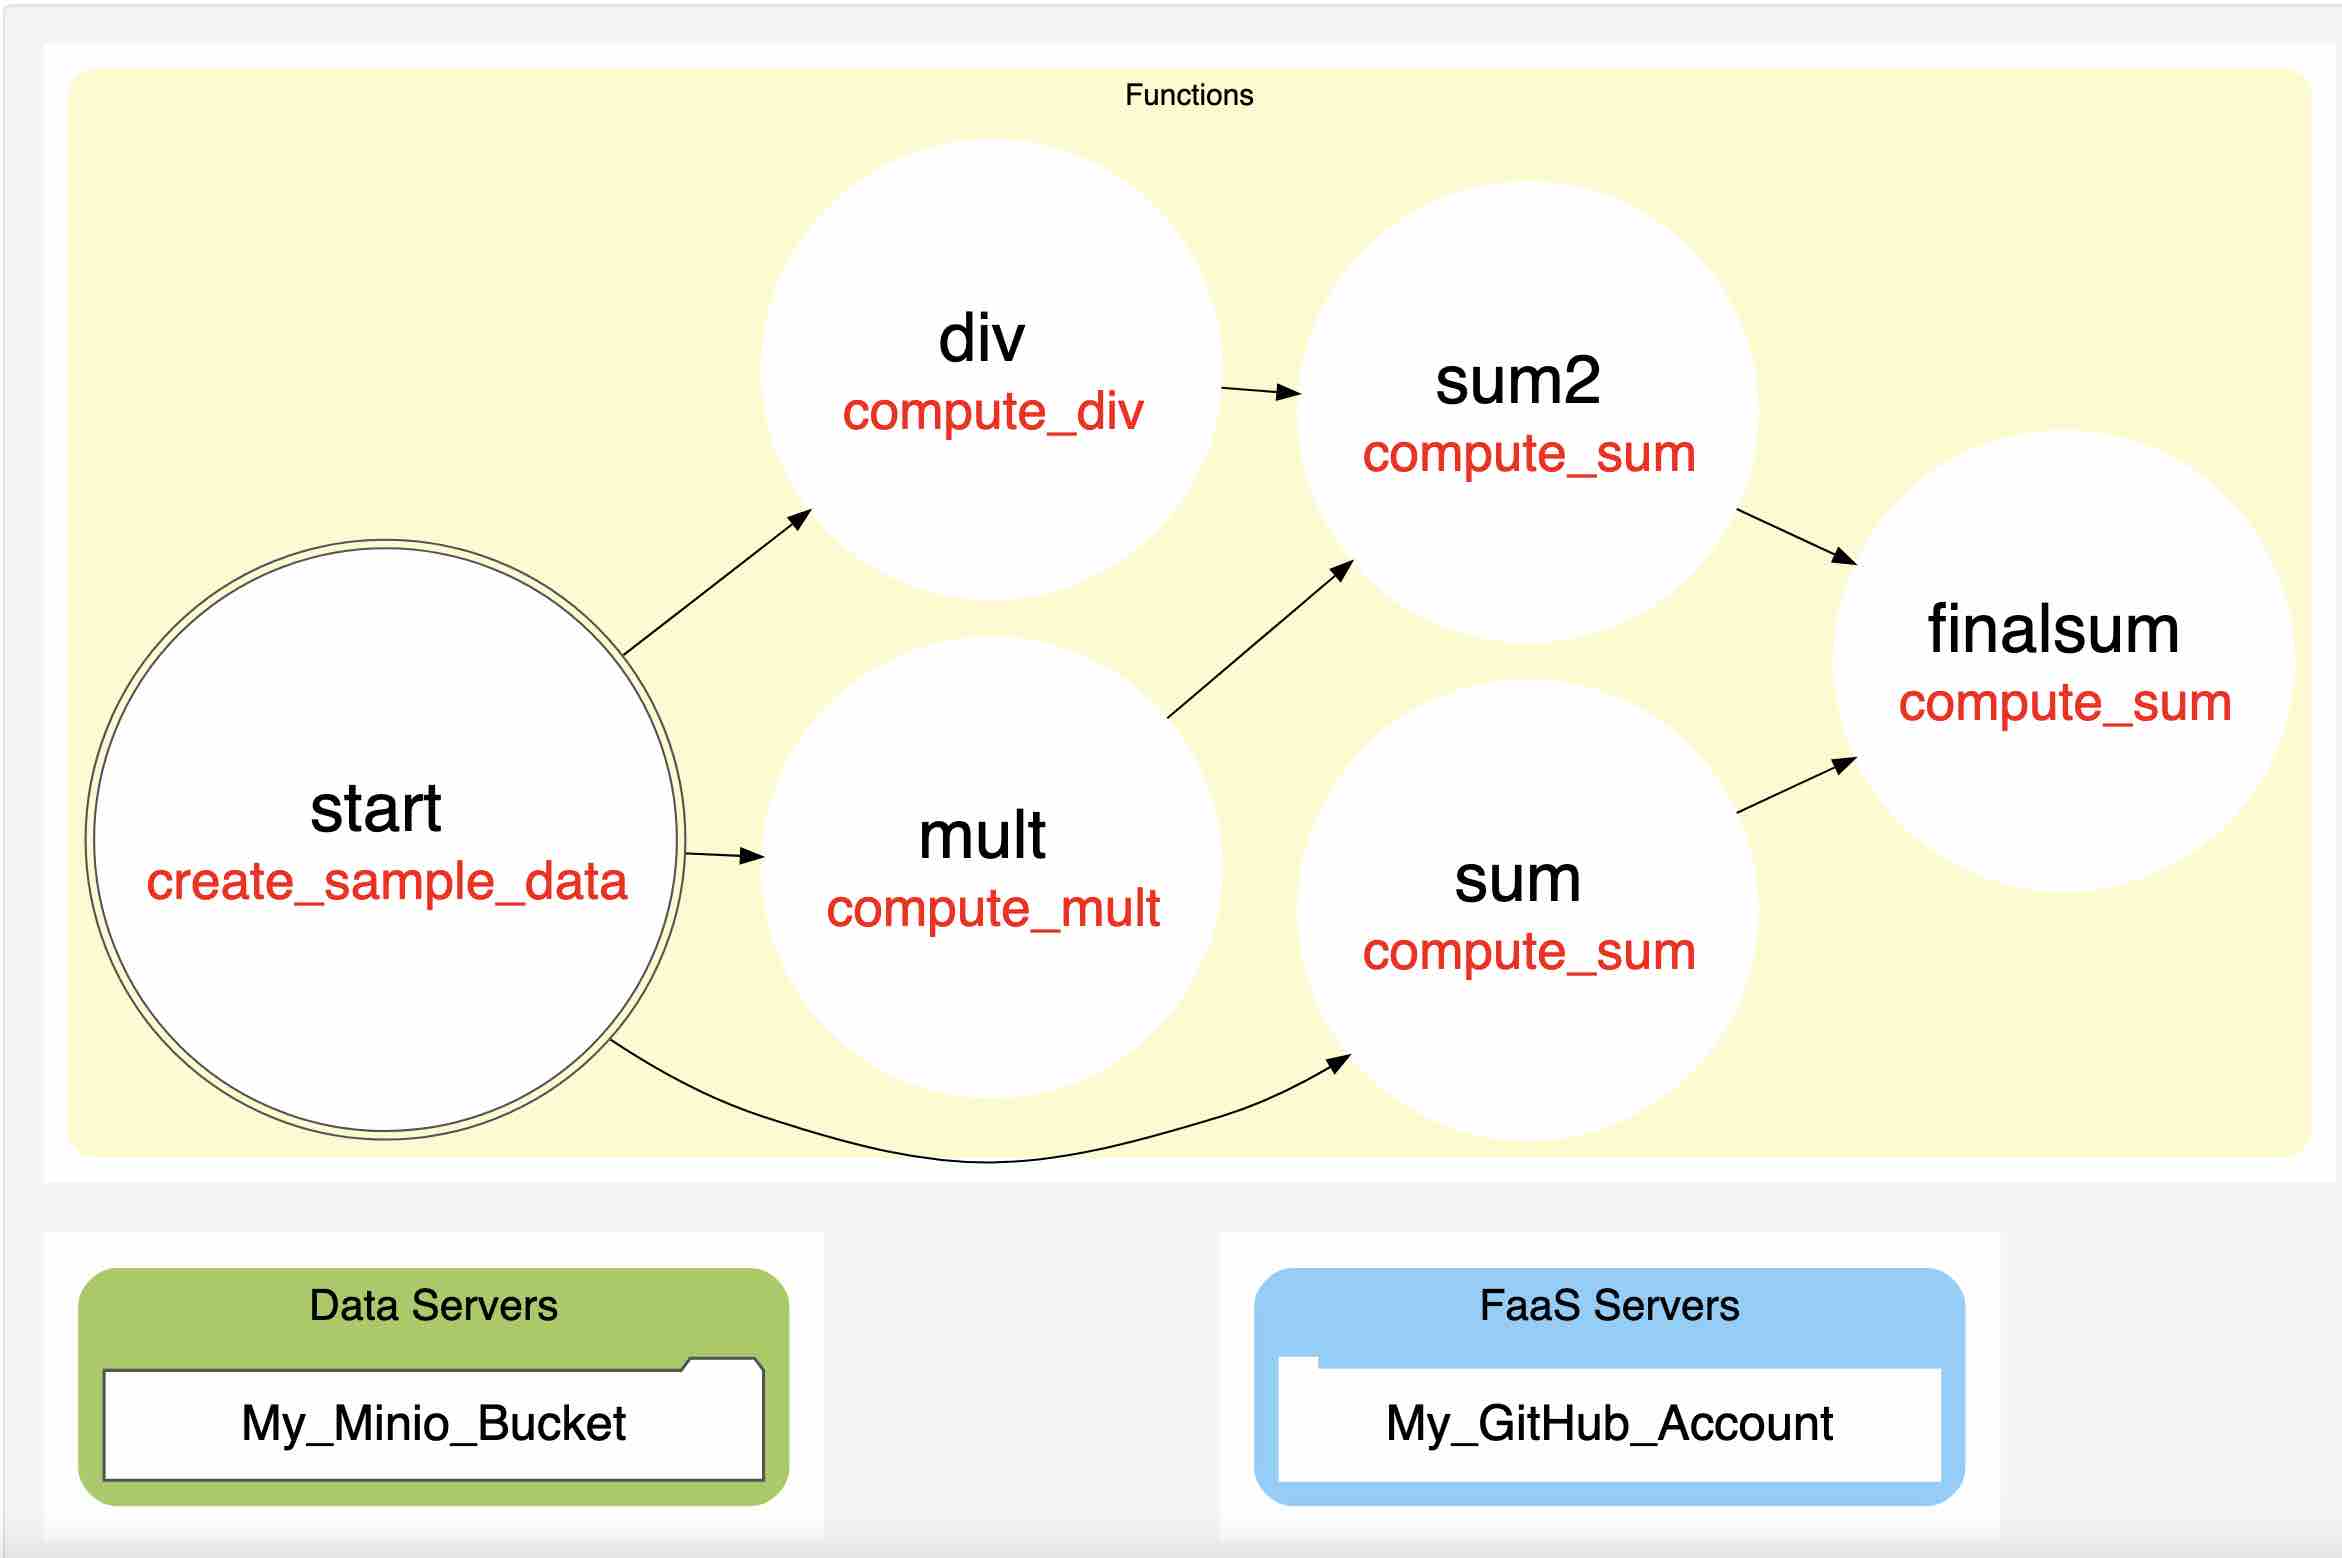 Functions
div
compute_div
sum2
compute_sum
finalsum
compute_sum
start
create_sample_data
mult
compute_mult
sum
compute_sum
Data Servers
My_Minio_Bucket
FaaS Servers
My_GitHub_Account